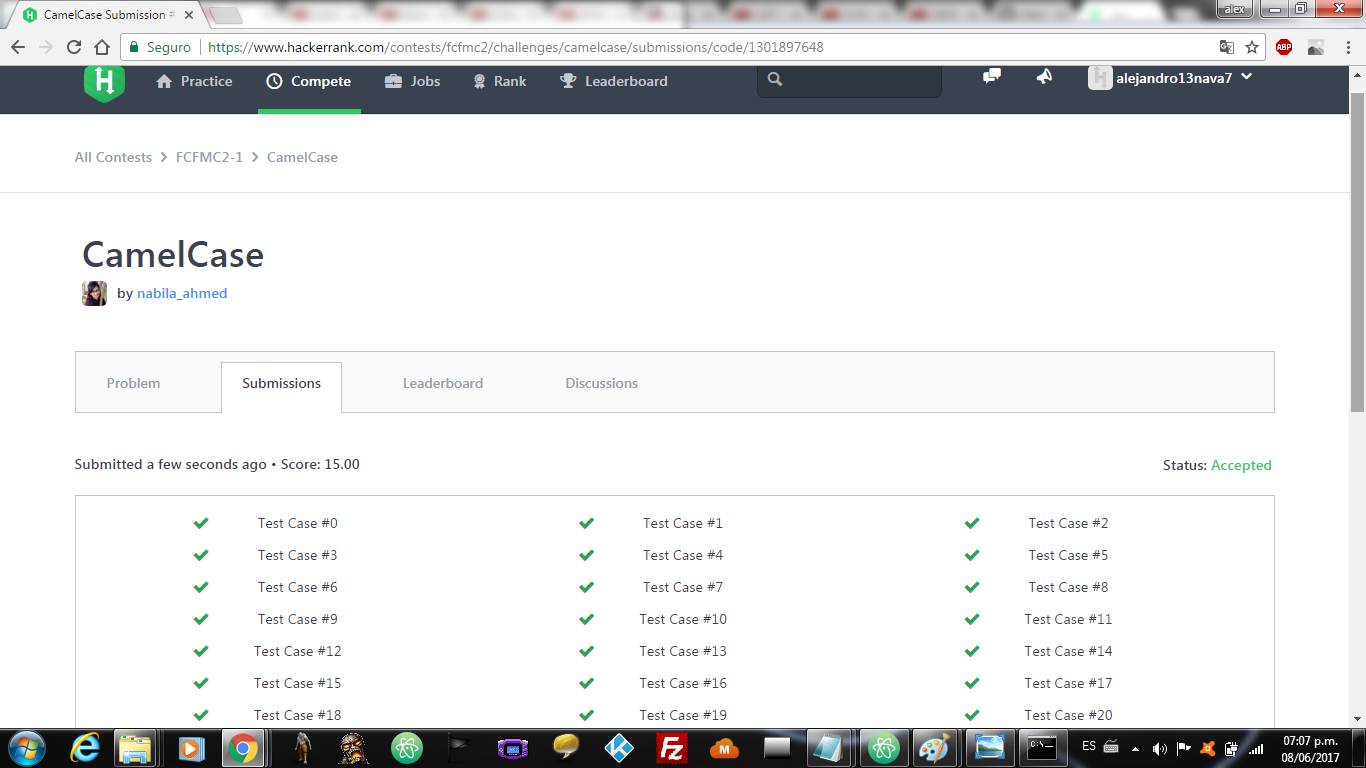 CamelCase Submission #
alex
Seguro https://www.hackerrank.com/contests/fcfmc2/challenges/camelcase/submissions/code/1301897648
ABP
H Practice Compete Jobs Rank Leaderboard alejandro13nava7
All Contests > FCFMC2-1 > CamelCase
CamelCase
by nabila_ahmed
Problem Submissions Leaderboard Discussions
Submitted a few seconds ago • Score: 15.00 Status: Accepted
Test Case #0 Test Case #1 Test Case #2
Test Case #3 Test Case #4 Test Case #5
Test Case #6 Test Case #7 Test Case #8
Test Case #9 Test Case #10 Test Case #11
Test Case #12 Test Case #13 Test Case #14
Test Case #15 Test Case #16 Test Case #17
Test Case #18 Test Case #19 Test Case #20
Fz
C:\_
ES 07:07 p.m.
08/06/2017